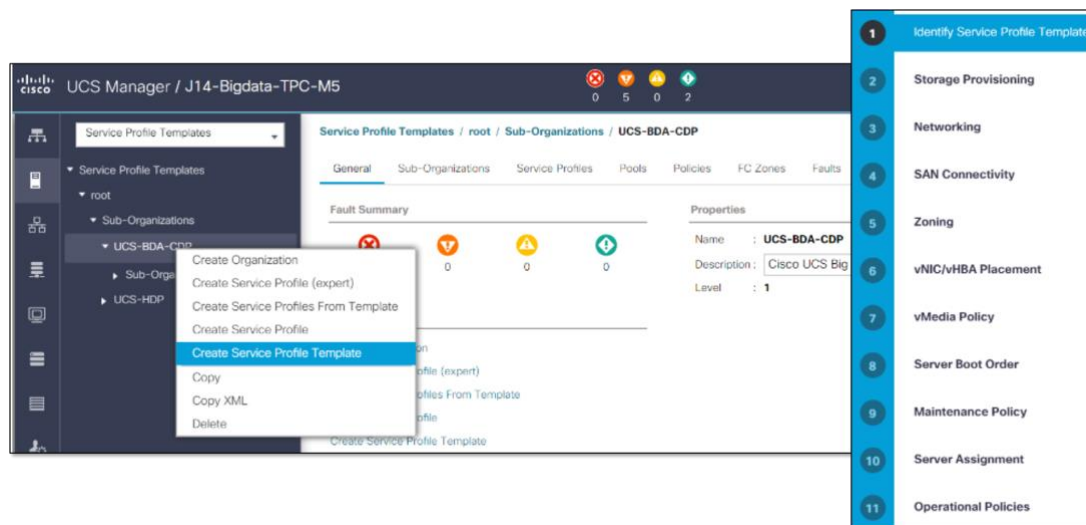 cisco
UCS Manager / J14-Bigdata-TPC-M5
0 5 0 2
Service Profile Templates
Service Profile Templates
root
Sub-Organizations
UCS-BDA-CDP
Sub-Orga
UCS-HDP
Create Organization
Create Service Profile (expert)
Create Service Profiles From Template
Create Service Profile
Create Service Profile Template
Copy
Copy XML
Delete
Service Profile Templates / root / Sub-Organizations / UCS-BDA-CDP
General Sub-Organizations Service Profiles Pools Policies FC Zones Faults
Fault Summary
0 0 0
Properties
Name : UCS-BDA-CDP
Description : Cisco UCS Big
Level : 1
on
ofile (expert)
ofiles From Template
ofile
Create Service Profile Template
1 Identify Service Profile Template
2 Storage Provisioning
3 Networking
4 SAN Connectivity
5 Zoning
6 vNIC/vHBA Placement
7 vMedia Policy
8 Server Boot Order
9 Maintenance Policy
10 Server Assignment
11 Operational Policies